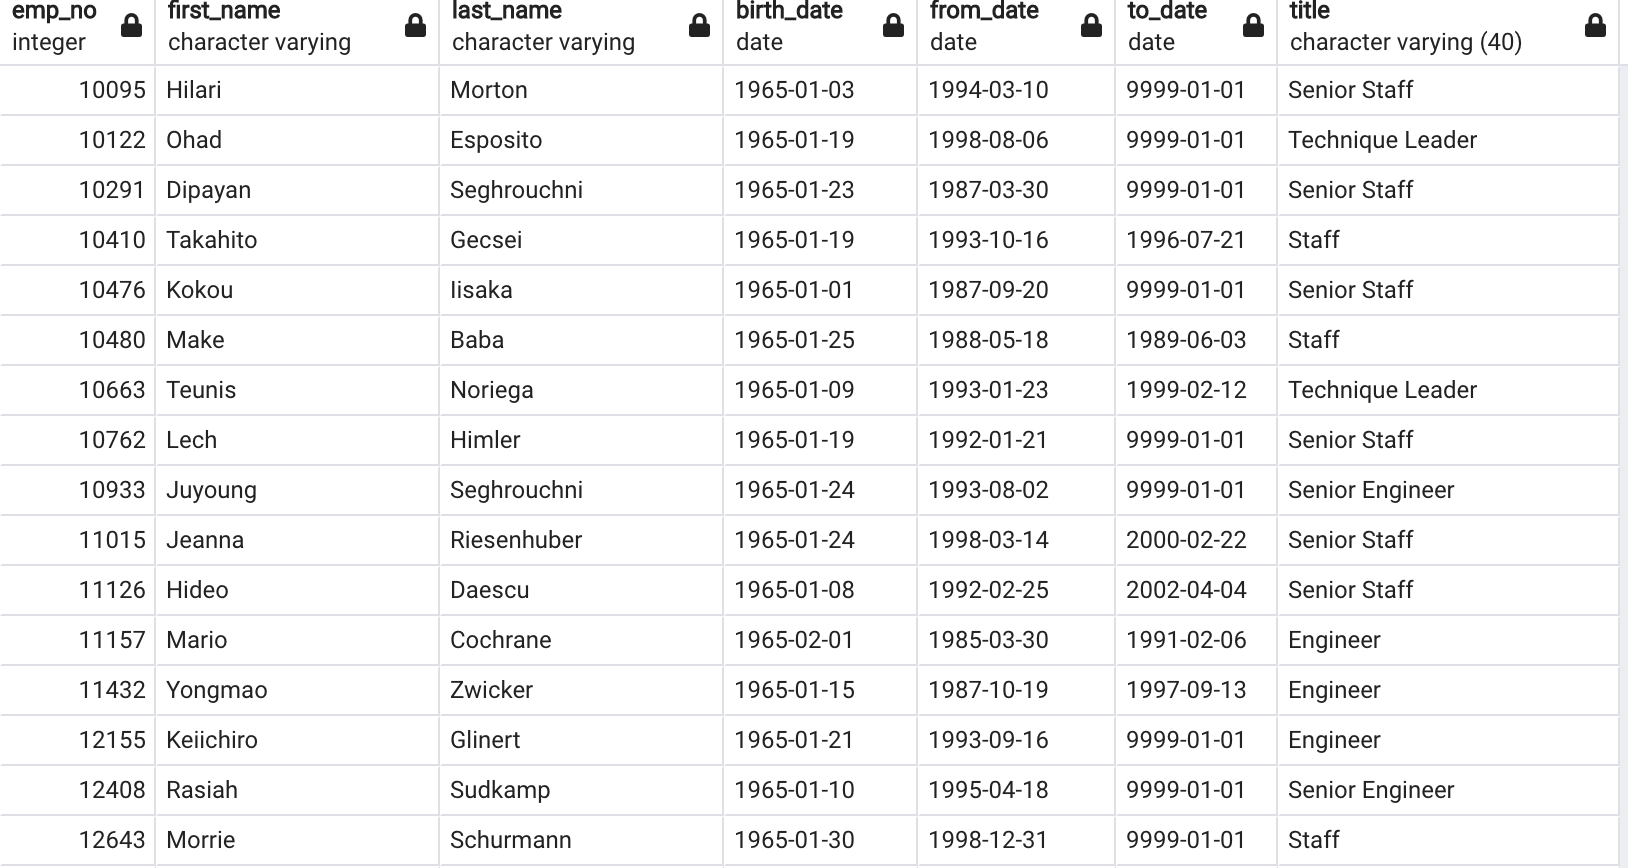 emp_no first_name last_name birth_date from_date to_date title
integer character varying character varying date date date character varying (40)
10095 Hilari Morton 1965-01-03 1994-03-10 9999-01-01 Senior Staff
10122 Ohad Esposito 1965-01-19 1998-08-06 9999-01-01 Technique Leader
10291 Dipayan Seghrouchni 1965-01-23 1987-03-30 9999-01-01 Senior Staff
10410 Takahito Gecsei 1965-01-19 1993-10-16 1996-07-21 Staff
10476 Kokou Iisaka 1965-01-01 1987-09-20 9999-01-01 Senior Staff
10480 Make Baba 1965-01-25 1988-05-18 1989-06-03 Staff
10663 Teunis Noriega 1965-01-09 1993-01-23 1999-02-12 Technique Leader
10762 Lech Himler 1965-01-19 1992-01-21 9999-01-01 Senior Staff
10933 Juyoung Seghrouchni 1965-01-24 1993-08-02 9999-01-01 Senior Engineer
11015 Jeanna Riesenhuber 1965-01-24 1998-03-14 2000-02-22 Senior Staff
11126 Hideo Daescu 1965-01-08 1992-02-25 2002-04-04 Senior Staff
11157 Mario Cochrane 1965-02-01 1985-03-30 1991-02-06 Engineer
11432 Yongmao Zwicker 1965-01-15 1987-10-19 1997-09-13 Engineer
12155 Keiichiro Glinert 1965-01-21 1993-09-16 9999-01-01 Engineer
12408 Rasiah Sudkamp 1965-01-10 1995-04-18 9999-01-01 Senior Engineer
12643 Morrie Schurmann 1965-01-30 1998-12-31 9999-01-01 Staff